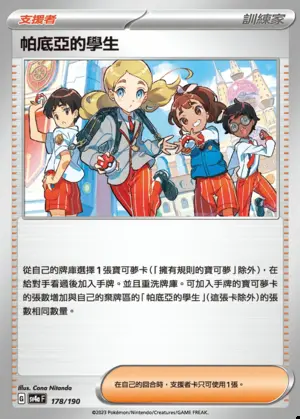 支援者
訓練家
帕底亞的學生
從自己的牌庫選擇1張寶可夢卡(「擁有規則的寶可夢」除外),在
給對手看過後加入手牌。並且重洗牌庫。可加入手牌的寶可夢卡
的張數增加與自己的棄牌區的「帕底亞的學生」(這張卡除外)的張
數相同數量。
Illus. Cona Nitanda
G sv4a F 178/190
在自己的回合時,支援者卡只可使用1張。
©2023 Pokémon/Nintendo/Creatures/GAME FREAK.